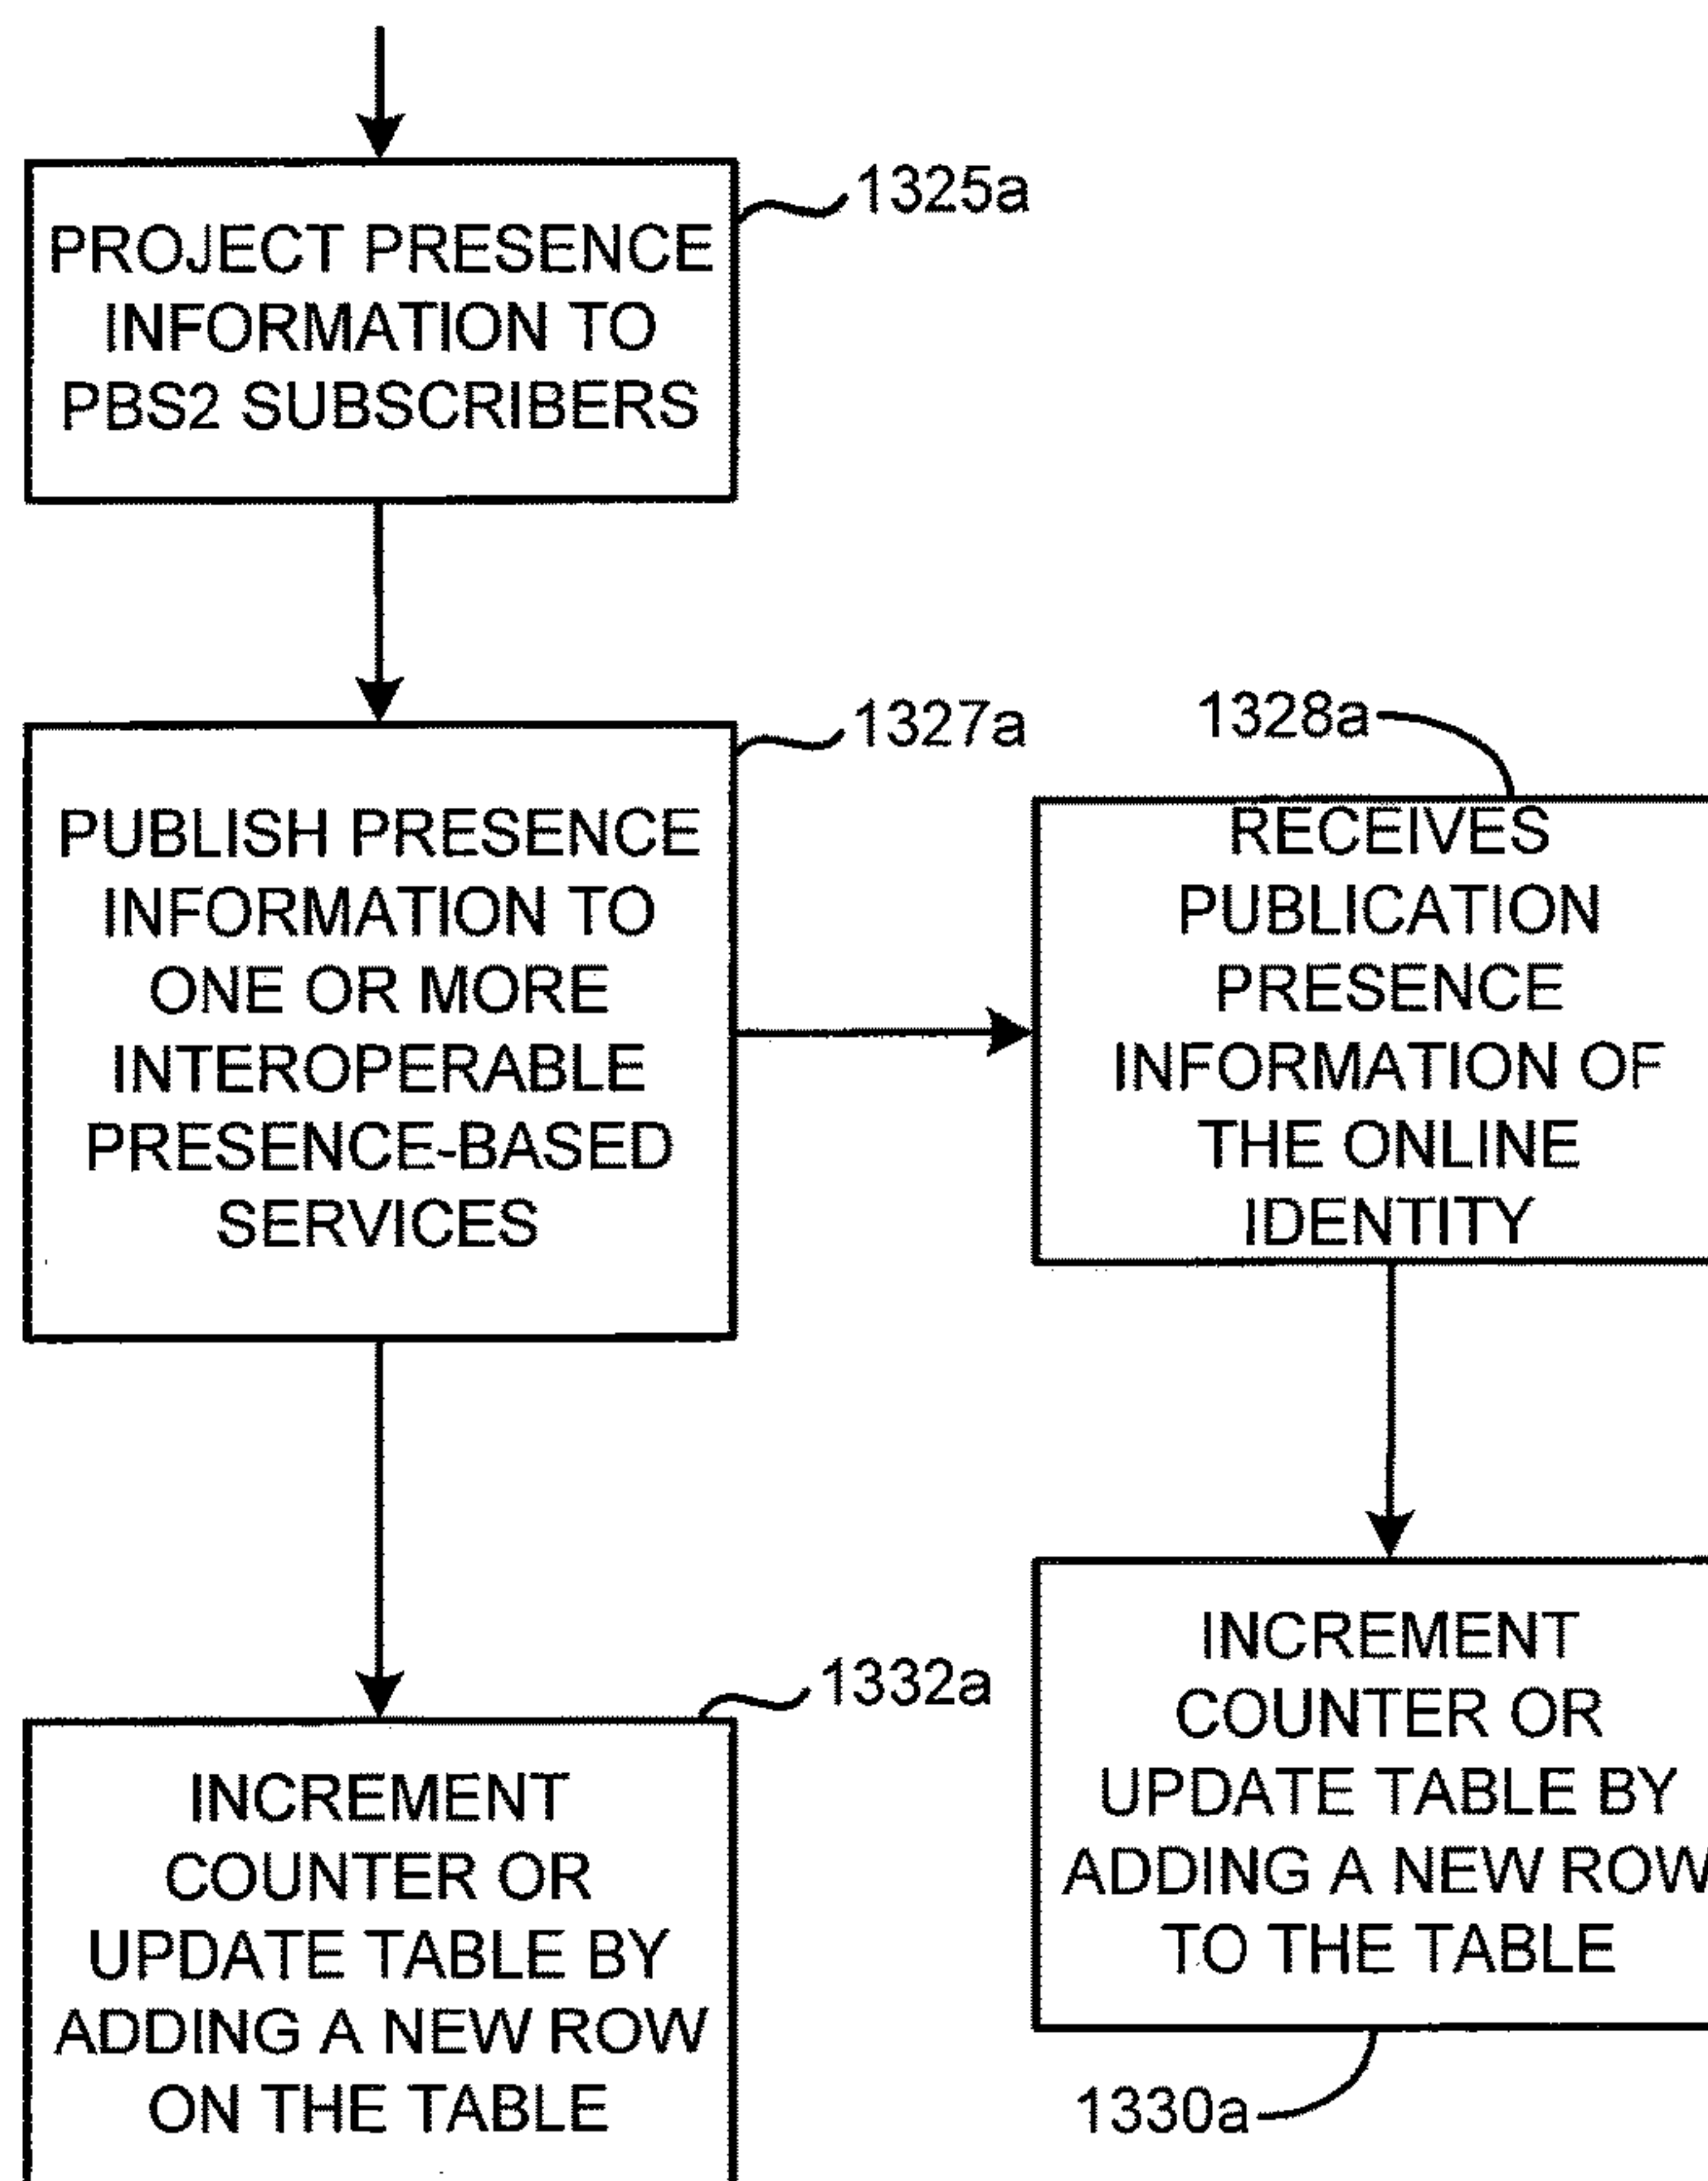 1325a
PROJECT PRESENCE
INFORMATION TO
PBS2 SUBSCRIBERS
1327a
PUBLISH PRESENCE
INFORMATION TO
ONE OR MORE
INTEROPERABLE
PRESENCE-BASED
SERVICES
1328a
RECEIVES
PUBLICATION
PRESENCE
INFORMATION OF
THE ONLINE
IDENTITY
1332a
INCREMENT
COUNTER OR
UPDATE TABLE BY
ADDING A NEW ROW
ON THE TABLE
INCREMENT
COUNTER OR
UPDATE TABLE BY
ADDING A NEW ROW
TO THE TABLE
1330a